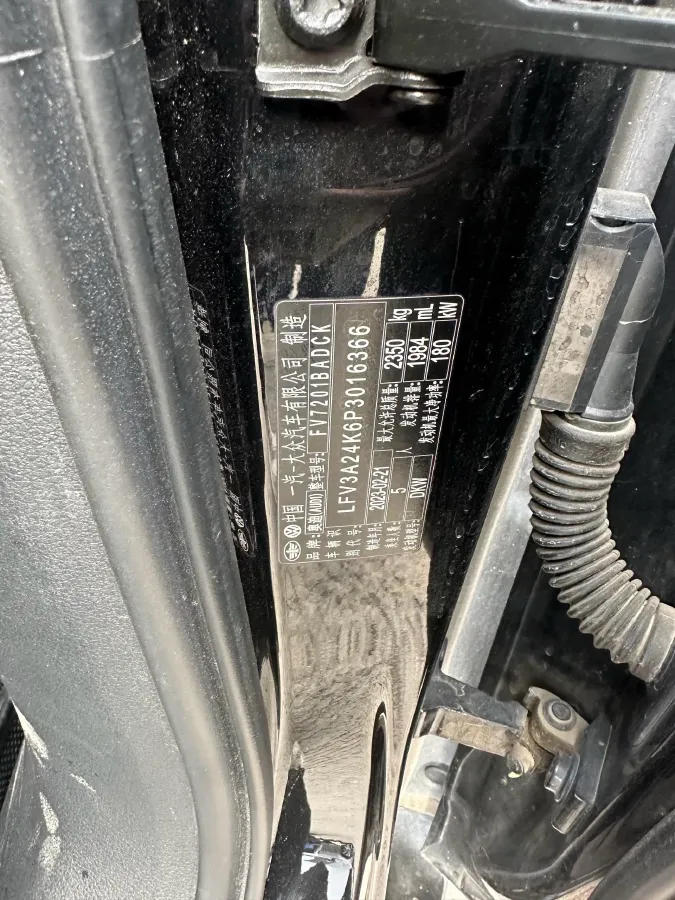 中国 一汽-大众汽车有限公司 制造
品牌: 奥迪(AUDI) 整车型号: FV7201BADCK
车辆识别代号: LFV3A24K6P3016366
制造年月: 2023-02-21 最大允许总质量: 2350 kg
乘坐人数: 5 人 发动机排量: 1984 mL
发动机型号: DKW 发动机最大净功率: 180 kW